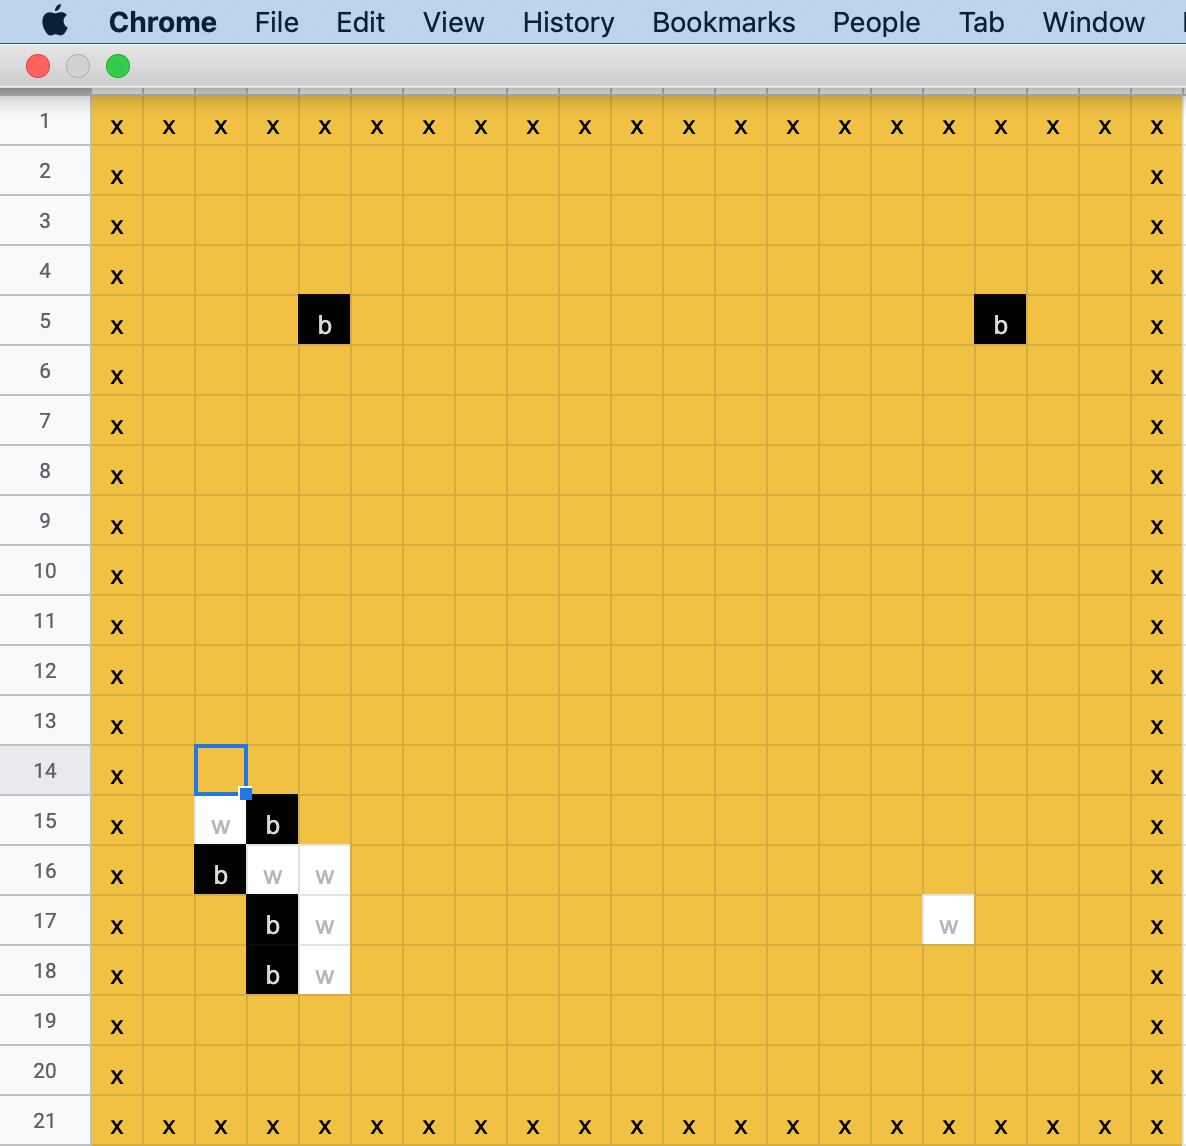 Chrome File Edit View History Bookmarks People Tab Window
1 x x x x x x x x x x x x x x x x x x x x x
2 x x
3 x x
4 x x
5 x b b x
6 x x
7 x x
8 x x
9 x x
10 x x
11 x x
12 x x
13 x x
14 x x
15 x w b x
16 x b w w x
17 x b w w x
18 x b w x
19 x x
20 x x
21 x x x x x x x x x x x x x x x x x x x x x